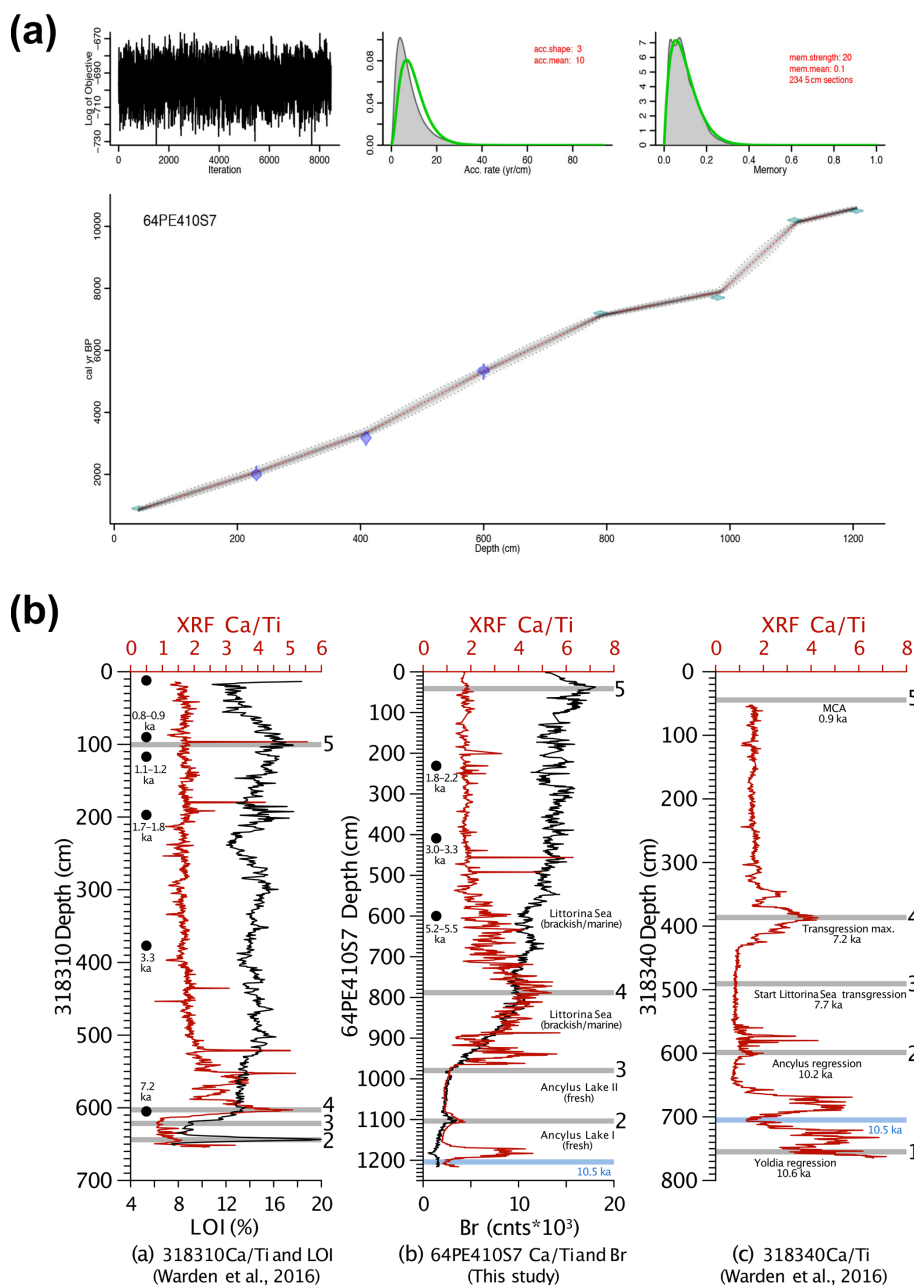 (a)
Log of Objective
−670
−690
−710
−730
0
2000
4000
6000
8000
Iteration
acc.shape: 3
acc.mean: 10
0.00
0.04
0.08
0
20
40
60
80
Acc. rate (yr/cm)
mem.strength: 20
mem.mean: 0.1
234 5cm sections
0
1
2
3
4
5
6
7
0.0
0.2
0.4
0.6
0.8
1.0
Memory
64PE410S7
cal yr BP
10000
8000
6000
4000
2000
0
200
400
600
800
1000
1200
Depth (cm)
(b)
XRF Ca/Ti
0 1 2 3 4 5 6
318310 Depth (cm)
0
100
200
300
400
500
600
700
0.8–0.9
ka
1.1–1.2
ka
1.7–1.8
ka
3.3
ka
7.2
ka
5
4
3
2
4 8 12 16 20
LOI (%)
(a) 318310Ca/Ti and LOI
(Warden et al., 2016)
XRF Ca/Ti
0 2 4 6 8
64PE410S7 Depth (cm)
0
100
200
300
400
500
600
700
800
900
1000
1100
1200
1.8–2.2
ka
3.0–3.3
ka
5.2–5.5
ka
5
Littorina Sea
(brackish/marine)
4
Littorina Sea
(brackish/marine)
3
Ancylus Lake II
(fresh)
2
Ancylus Lake I
(fresh)
10.5 ka
0 10 20
Br (cnts*10³)
(b) 64PE410S7 Ca/Ti and Br
(This study)
XRF Ca/Ti
0 2 4 6 8
318340 Depth (cm)
0
100
200
300
400
500
600
700
800
5
MCA
0.9 ka
4
Transgression max.
7.2 ka
3
Start Littorina Sea transgression
7.7 ka
2
Ancylus regression
10.2 ka
10.5 ka
1
Yoldia regression
10.6 ka
(c) 318340Ca/Ti
(Warden et al., 2016)